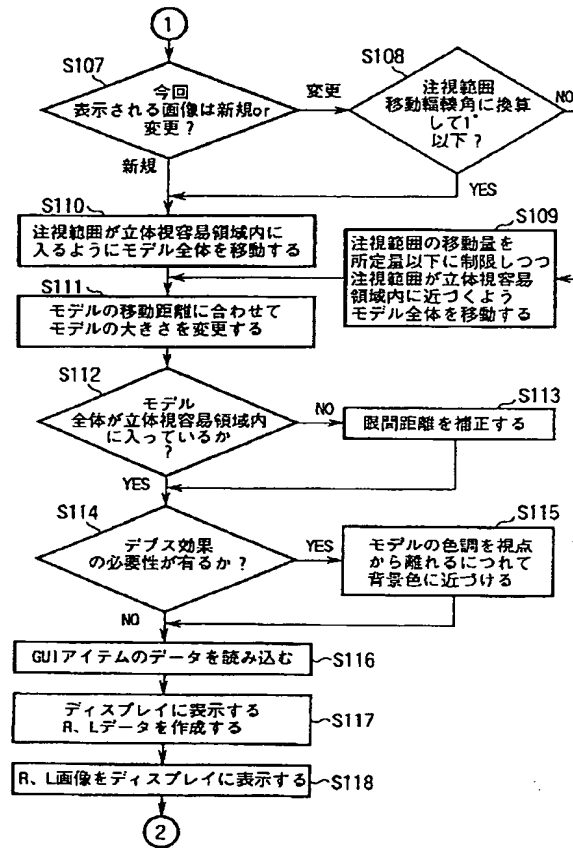 1
S107
今回
表示される画像は新規or
変更？
変更
新規
S108
注視範囲
移動輻輳角に換算
して1°
以下？
NO
YES
S110
注視範囲が立体視容易領域内に
入るようにモデル全体を移動する
S109
注視範囲の移動量を
所定量以下に制限しつつ
注視範囲が立体視容易
領域内に近づくよう
モデル全体を移動する
S111
モデルの移動距離に合わせて
モデルの大きさを変更する
S112
モデル
全体が立体視容易領域内
に入っているか
？
NO
YES
S113
眼間距離を補正する
S114
デプス効果
の必要性が有るか？
YES
NO
S115
モデルの色調を視点
から離れるにつれて
背景色に近づける
GUIアイテムのデータを読み込む
S116
ディスプレイに表示する
R、Lデータを作成する
S117
R、L画像をディスプレイに表示する
S118
2